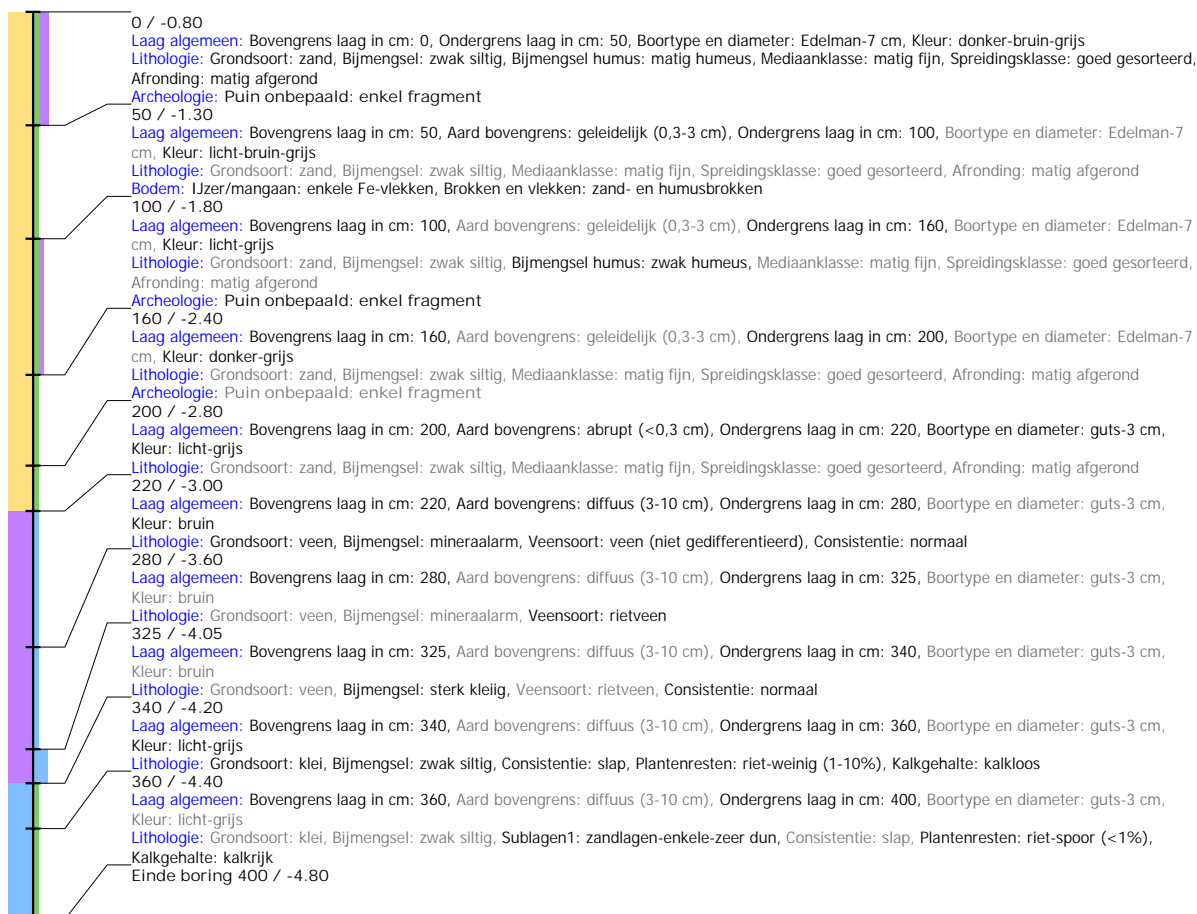 0 / -0.80
Laag algemeen: Bovengrens laag in cm: 0, Ondergrens laag in cm: 50, Boortype en diameter: Edelman-7 cm, Kleur: donker-bruin-grijs
Lithologie: Grondsoort: zand, Bijmengsel: zwak siltig, Bijmengsel humus: matig humeus, Mediaanklasse: matig fijn, Spreidingsklasse: goed gesorteerd,
Afronding: matig afgerond
Archeologie: Puin onbepaald: enkel fragment
50 / -1.30
Laag algemeen: Bovengrens laag in cm: 50, Aard bovengrens: geleidelijk (0,3-3 cm), Ondergrens laag in cm: 100, Boortype en diameter: Edelman-7
cm, Kleur: licht-bruin-grijs
Lithologie: Grondsoort: zand, Bijmengsel: zwak siltig, Mediaanklasse: matig fijn, Spreidingsklasse: goed gesorteerd, Afronding: matig afgerond
Bodem: IJzer/mangaan: enkele Fe-vlekken, Brokken en vlekken: zand- en humusbrokken
100 / -1.80
Laag algemeen: Bovengrens laag in cm: 100, Aard bovengrens: geleidelijk (0,3-3 cm), Ondergrens laag in cm: 160, Boortype en diameter: Edelman-7
cm, Kleur: licht-grijs
Lithologie: Grondsoort: zand, Bijmengsel: zwak siltig, Bijmengsel humus: zwak humeus, Mediaanklasse: matig fijn, Spreidingsklasse: goed gesorteerd,
Afronding: matig afgerond
Archeologie: Puin onbepaald: enkel fragment
160 / -2.40
Laag algemeen: Bovengrens laag in cm: 160, Aard bovengrens: geleidelijk (0,3-3 cm), Ondergrens laag in cm: 200, Boortype en diameter: Edelman-7
cm, Kleur: donker-grijs
Lithologie: Grondsoort: zand, Bijmengsel: zwak siltig, Mediaanklasse: matig fijn, Spreidingsklasse: goed gesorteerd, Afronding: matig afgerond
Archeologie: Puin onbepaald: enkel fragment
200 / -2.80
Laag algemeen: Bovengrens laag in cm: 200, Aard bovengrens: abrupt (<0,3 cm), Ondergrens laag in cm: 220, Boortype en diameter: guts-3 cm,
Kleur: licht-grijs
Lithologie: Grondsoort: zand, Bijmengsel: zwak siltig, Mediaanklasse: matig fijn, Spreidingsklasse: goed gesorteerd, Afronding: matig afgerond
220 / -3.00
Laag algemeen: Bovengrens laag in cm: 220, Aard bovengrens: diffuus (3-10 cm), Ondergrens laag in cm: 280, Boortype en diameter: guts-3 cm,
Kleur: bruin
Lithologie: Grondsoort: veen, Bijmengsel: mineraalarm, Veensoort: veen (niet gedifferentieerd), Consistentie: normaal
280 / -3.60
Laag algemeen: Bovengrens laag in cm: 280, Aard bovengrens: diffuus (3-10 cm), Ondergrens laag in cm: 325, Boortype en diameter: guts-3 cm,
Kleur: bruin
Lithologie: Grondsoort: veen, Bijmengsel: mineraalarm, Veensoort: rietveen
325 / -4.05
Laag algemeen: Bovengrens laag in cm: 325, Aard bovengrens: diffuus (3-10 cm), Ondergrens laag in cm: 340, Boortype en diameter: guts-3 cm,
Kleur: bruin
Lithologie: Grondsoort: veen, Bijmengsel: sterk kleiig, Veensoort: rietveen, Consistentie: normaal
340 / -4.20
Laag algemeen: Bovengrens laag in cm: 340, Aard bovengrens: diffuus (3-10 cm), Ondergrens laag in cm: 360, Boortype en diameter: guts-3 cm,
Kleur: licht-grijs
Lithologie: Grondsoort: klei, Bijmengsel: zwak siltig, Consistentie: slap, Plantenresten: riet-weinig (1-10%), Kalkgehalte: kalkloos
360 / -4.40
Laag algemeen: Bovengrens laag in cm: 360, Aard bovengrens: diffuus (3-10 cm), Ondergrens laag in cm: 400, Boortype en diameter: guts-3 cm,
Kleur: licht-grijs
Lithologie: Grondsoort: klei, Bijmengsel: zwak siltig, Sublagen1: zandlagen-enkele-zeer dun, Consistentie: slap, Plantenresten: riet-spoor (<1%),
Kalkgehalte: kalkrijk
Einde boring 400 / -4.80